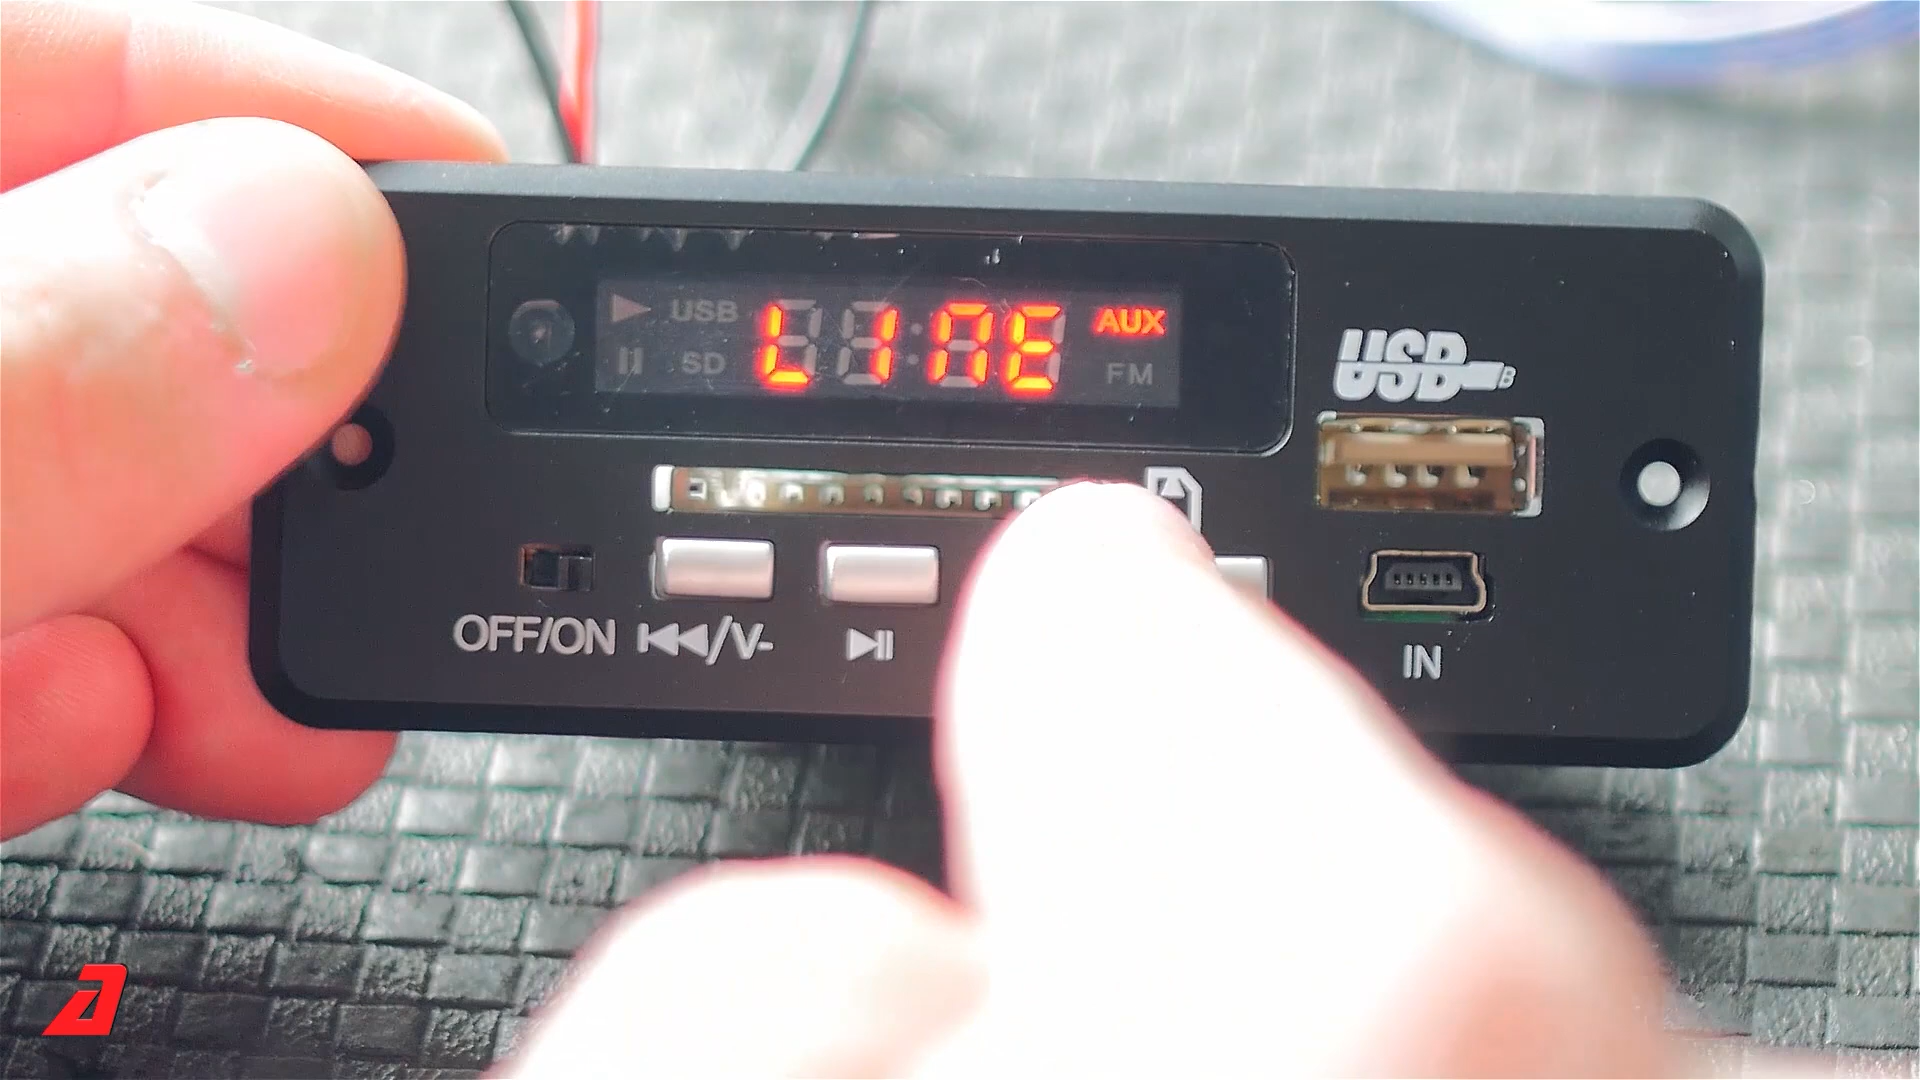 USB LINE AUX
SD FM
USB
OFF/ON /V-
IN